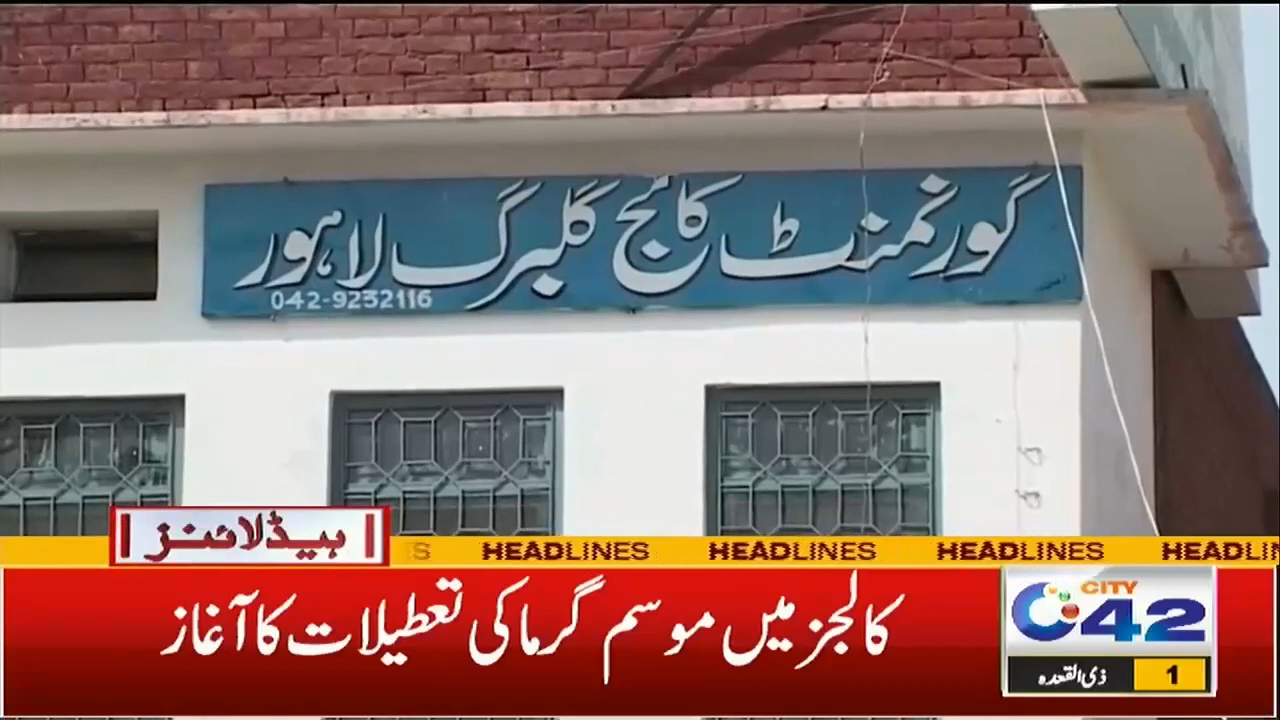 گورنمنٹ کالج گلبرگ لاہور
042-9232116
ہیڈلائنز
HEADLINES HEADLINES HEADLINES HEADLIN
کالجز میں موسم گرما کی تعطیلات کا آغاز
CITY
42
1 ذی القعدہ